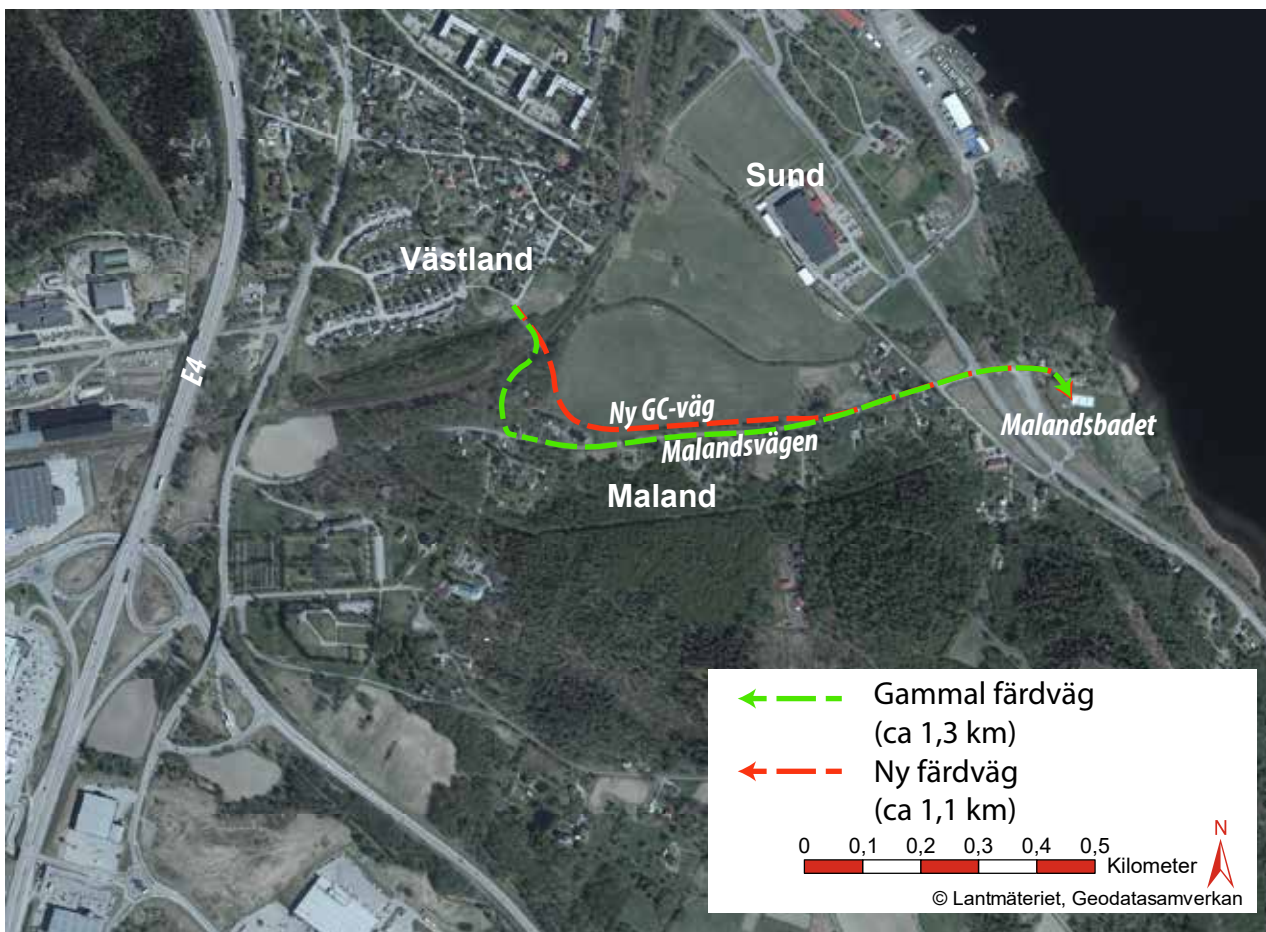 Sund
Västland
E4
Ny GC-väg
Malandsvägen
Malandsbadet
Maland
Gammal färdväg
(ca 1,3 km)
Ny färdväg
(ca 1,1 km)
N
0 0,1 0,2 0,3 0,4 0,5
Kilometer
© Lantmäteriet, Geodatasamverkan